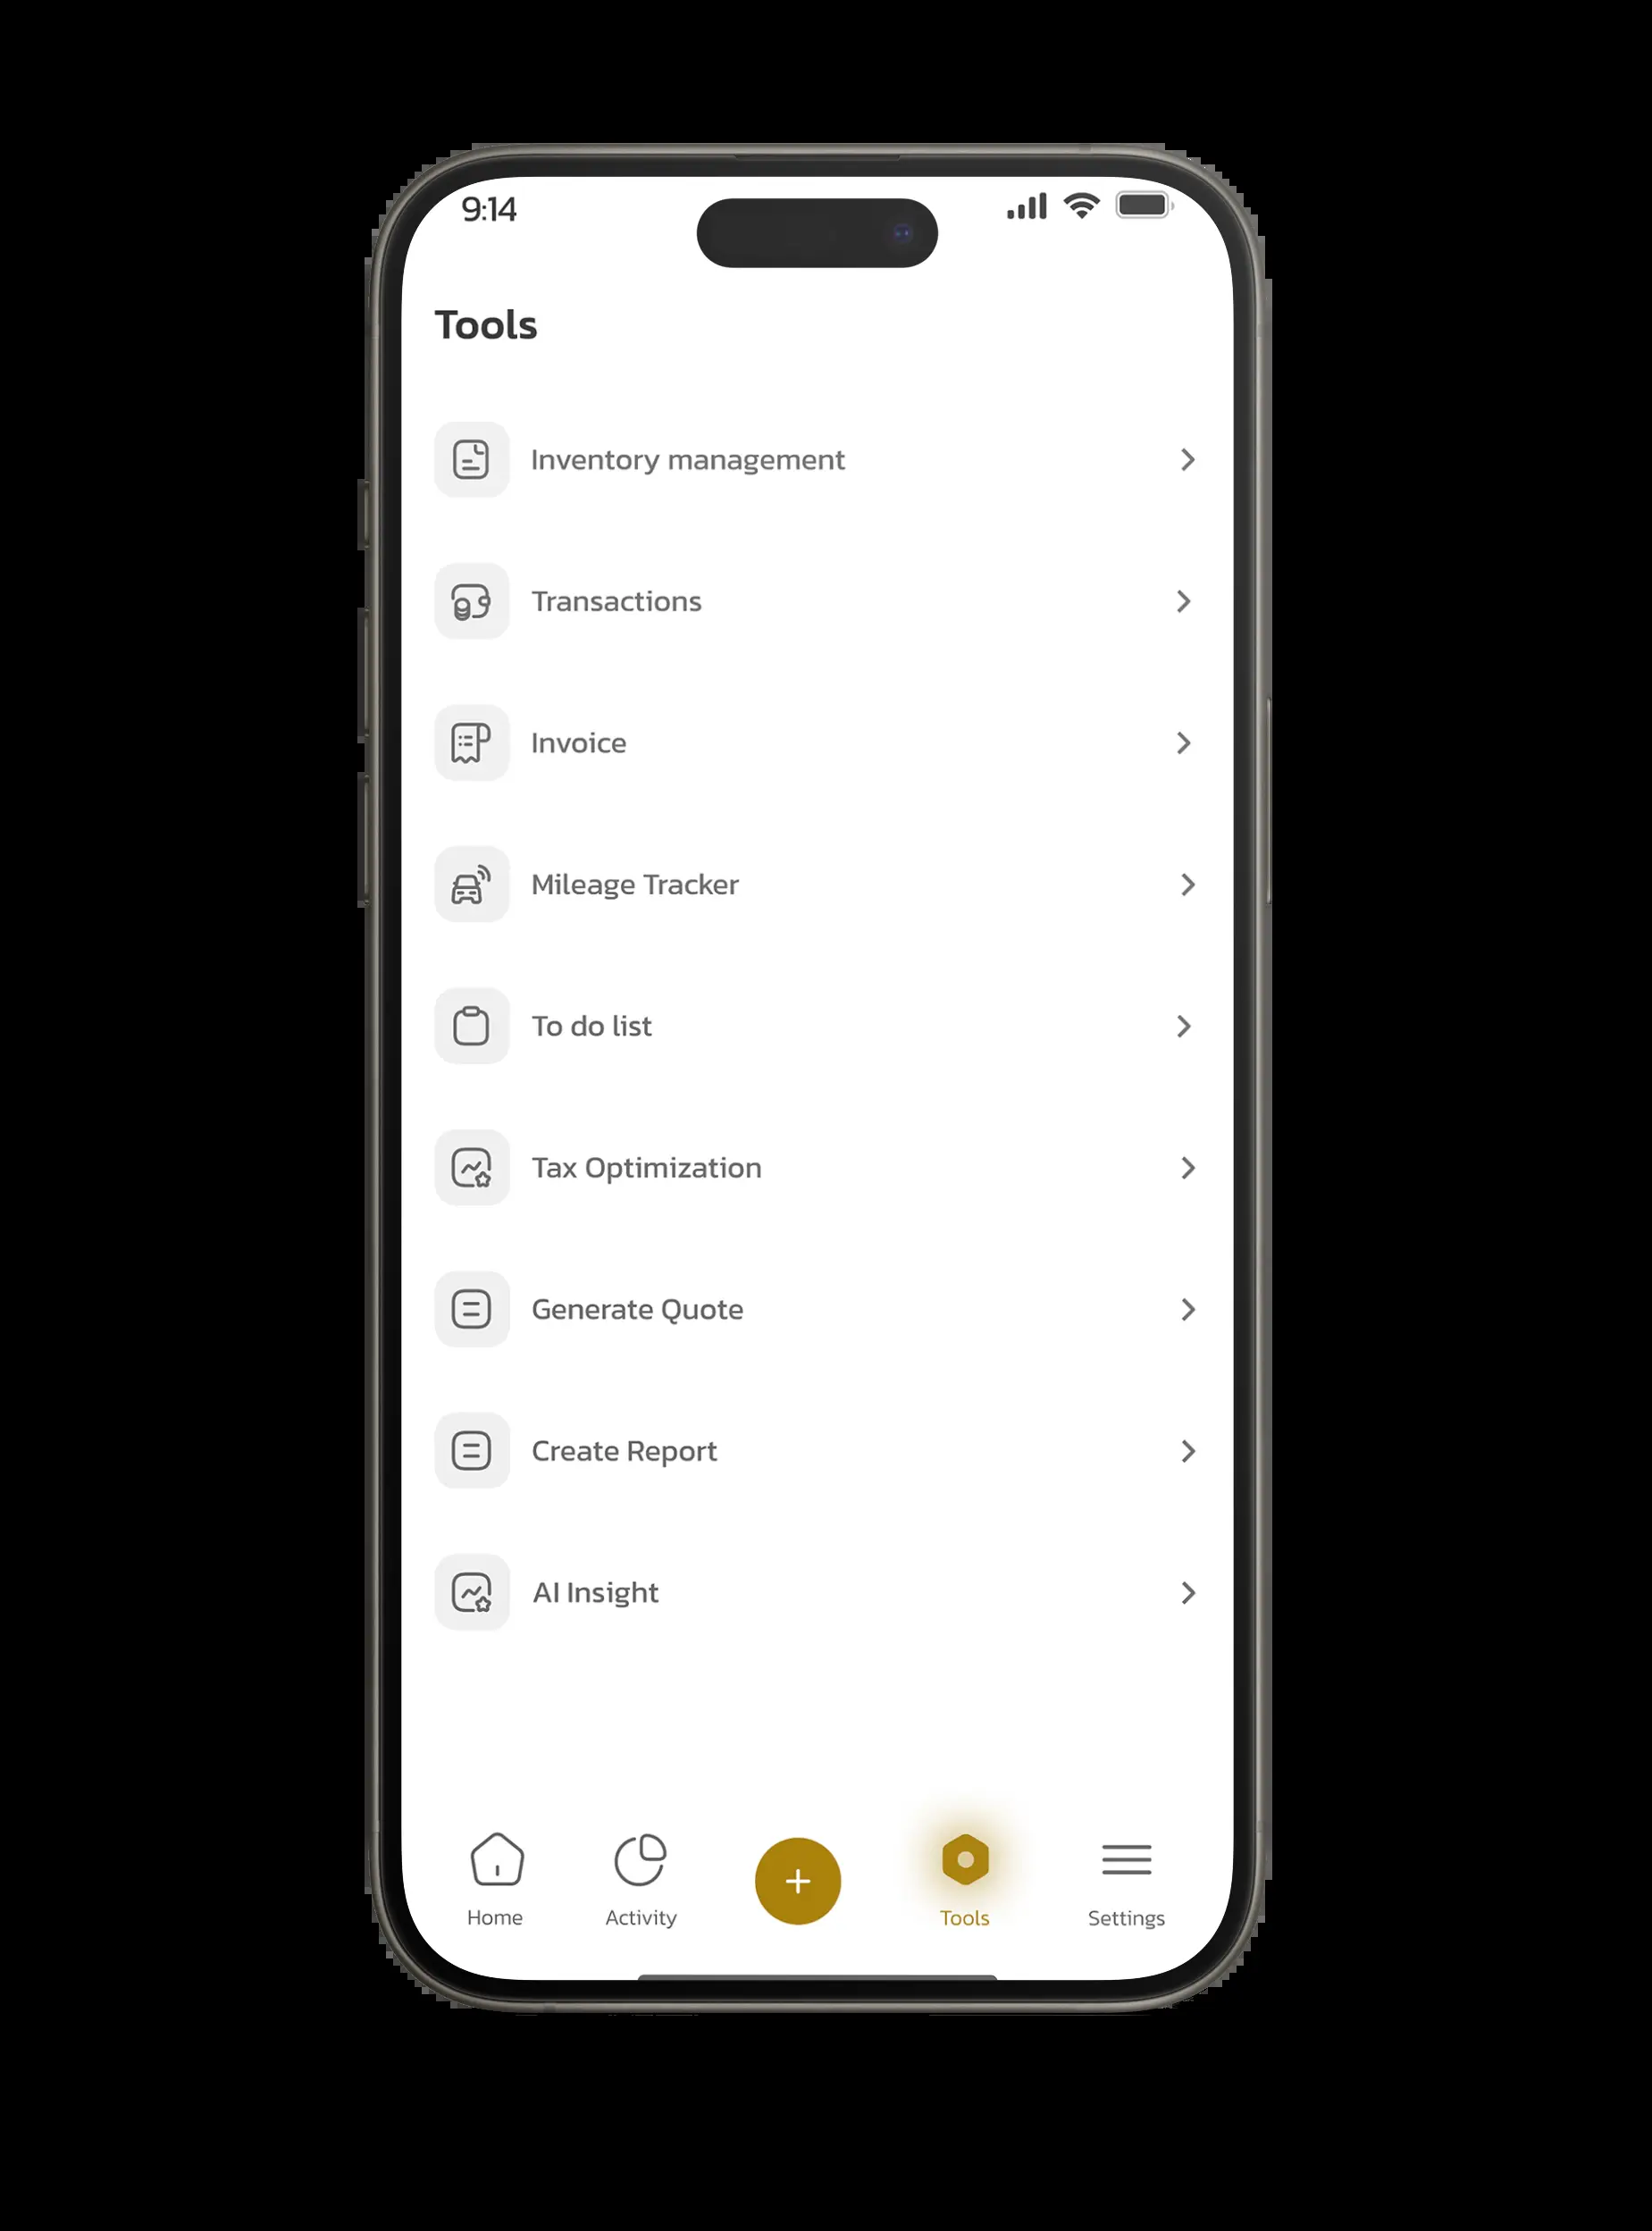 9:14
Tools
Inventory management
Transactions
Invoice
Mileage Tracker
To do list
Tax Optimization
Generate Quote
Create Report
AI Insight
Home
Activity
Tools
Settings